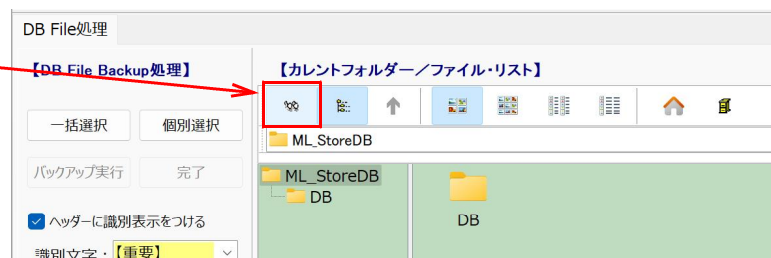 DB File処理
【DB File Backup処理】
【カレントフォルダー／ファイル・リスト】
一括選択
個別選択
ML_StoreDB
バックアップ実行
完了
ML_StoreDB
DB
DB
ヘッダーに識別表示をつける
識別文字：【重要】